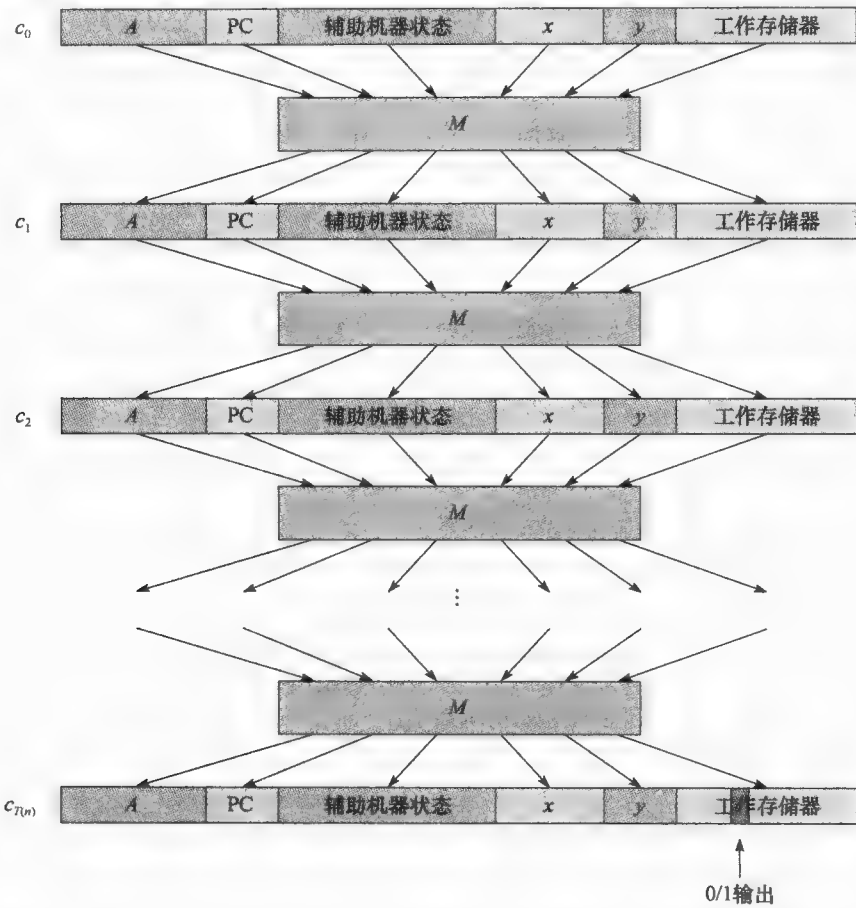 c₀ A PC 辅助机器状态 x y 工作存储器
M
c₁ A PC 辅助机器状态 x y 工作存储器
M
c₂ A PC 辅助机器状态 x y 工作存储器
M
⋮
M
c_T(n) A PC 辅助机器状态 x y 工作存储器
0/1输出